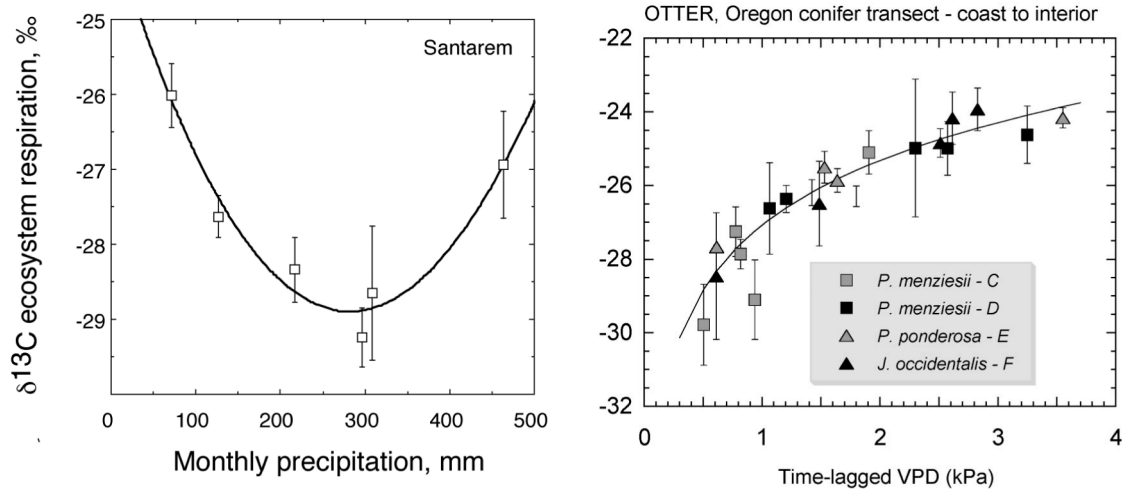 OTTER, Oregon conifer transect - coast to interior
δ13C ecosystem respiration, ‰
-25
-26
-27
-28
-29
Santarem
0 100 200 300 400 500
Monthly precipitation, mm
-22
-24
-26
-28
-30
-32
P. menziesii - C
P. menziesii - D
P. ponderosa - E
J. occidentalis - F
0 1 2 3 4
Time-lagged VPD (kPa)